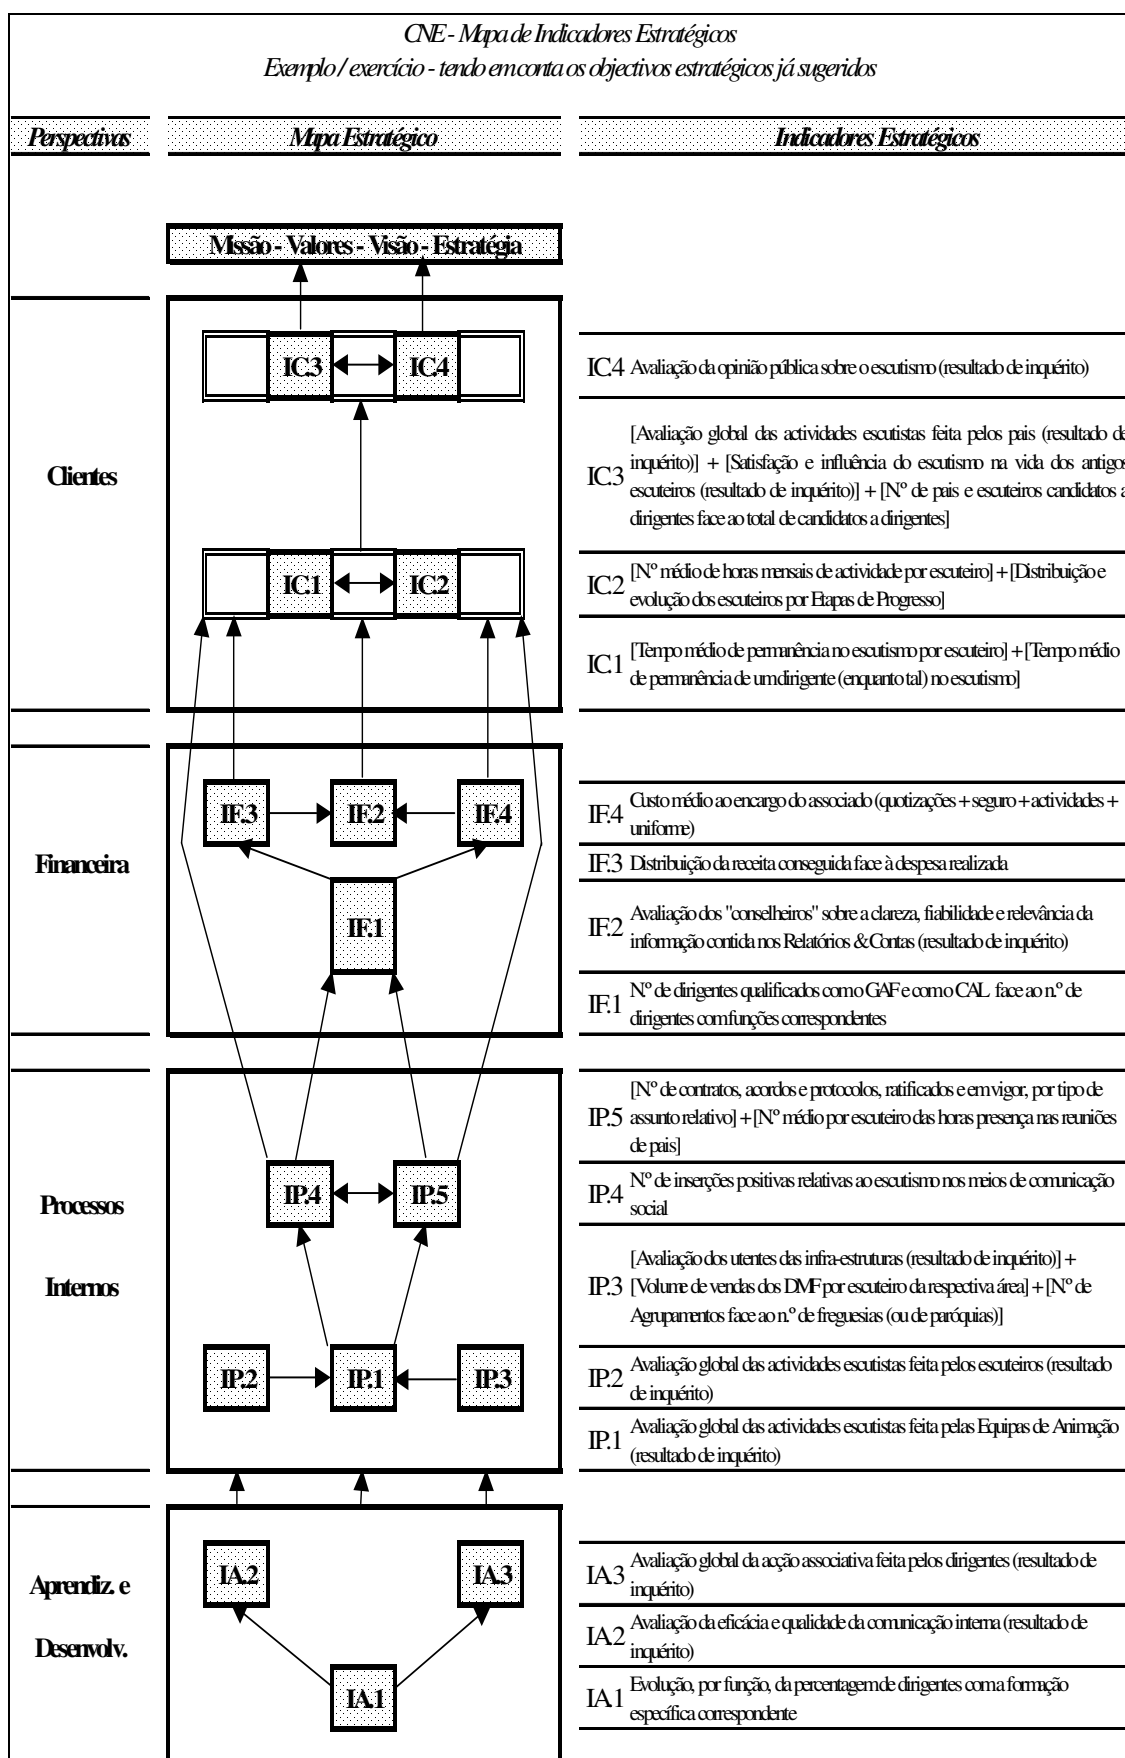 CNE - Mapa de Indicadores Estratégicos
Exemplo / exercício - tendo em conta os objectivos estratégicos já sugeridos
Perspectivas
Mapa Estratégico
Indicadores Estratégicos
Missão - Valores - Visão - Estratégia
Clientes
IC.3
IC.4
IC.1
IC.2
IC.4 Avaliação da opinião pública sobre o escutismo (resultado de inquérito)
[Avaliação global das actividades escutistas feita pelos pais (resultado de
inquérito)] + [Satisfação e influência do escutismo na vida dos antigos
IC.3 escuteiros (resultado de inquérito)] + [N.º de pais e escuteiros candidatos a
dirigentes face ao total de candidatos a dirigentes]
IC.2 [N.º médio de horas mensais de actividade por escuteiro] + [Distribuição e
evolução dos escuteiros por Etapas de Progresso]
IC.1 [Tempo médio de permanência no escutismo por escuteiro] + [Tempo médio
de permanência de um dirigente (enquanto tal) no escutismo]
Financeira
IF.3
IF.2
IF.4
IF.1
IF.4 Custo médio ao encargo do associado (quotizações + seguro + actividades +
uniforme)
IF.3 Distribuição da receita conseguida face à despesa realizada
IF.2 Avaliação dos "conselheiros" sobre a clareza, fiabilidade e relevância da
informação contida nos Relatórios & Contas (resultado de inquérito)
IF.1 N.º de dirigentes qualificados como GAF e como CAL face ao n.º de
dirigentes com funções correspondentes
Processos
Internos
IP.4
IP.5
IP.2
IP.1
IP.3
[N.º de contratos, acordos e protocolos, ratificados e em vigor, por tipo de
IP.5 assunto relativo] + [N.º médio por escuteiro das horas presença nas reuniões
de pais]
IP.4 N.º de inserções positivas relativas ao escutismo nos meios de comunicação
social
[Avaliação dos utentes das infra-estruturas (resultado de inquérito)] +
IP.3 [Volume de vendas dos DMF por escuteiro da respectiva área] + [N.º de
Agrupamentos face ao n.º de freguesias (ou de paróquias)]
IP.2 Avaliação global das actividades escutistas feita pelos escuteiros (resultado
de inquérito)
IP.1 Avaliação global das actividades escutistas feita pelas Equipas de Animação
(resultado de inquérito)
Aprendiz. e
Desenvolv.
IA.2
IA.3
IA.1
IA.3 Avaliação global da acção associativa feita pelos dirigentes (resultado de
inquérito)
IA.2 Avaliação da eficácia e qualidade da comunicação interna (resultado de
inquérito)
IA.1 Evolução, por função, da percentagem de dirigentes com a formação
específica correspondente